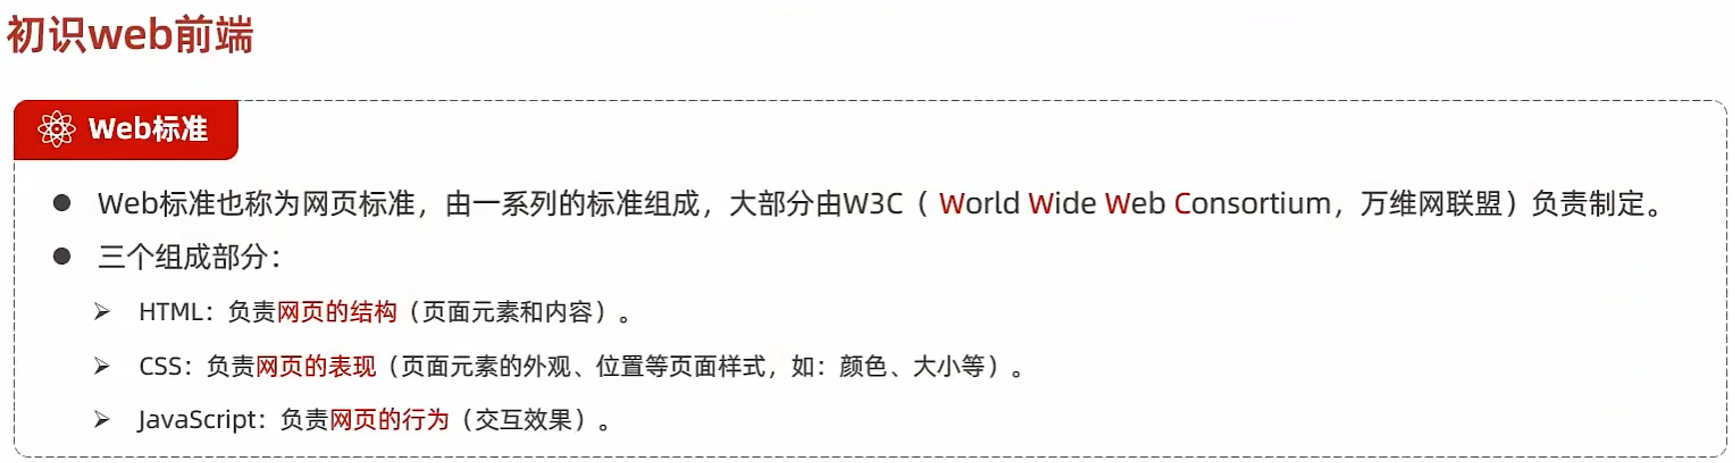 初识web前端
Web标准
● Web标准也称为网页标准，由一系列的标准组成，大部分由W3C（ World Wide Web Consortium，万维网联盟）负责制定。
● 三个组成部分：
➢ HTML：负责网页的结构（页面元素和内容）。
➢ CSS：负责网页的表现（页面元素的外观、位置等页面样式，如：颜色、大小等）。
➢ JavaScript：负责网页的行为（交互效果）。